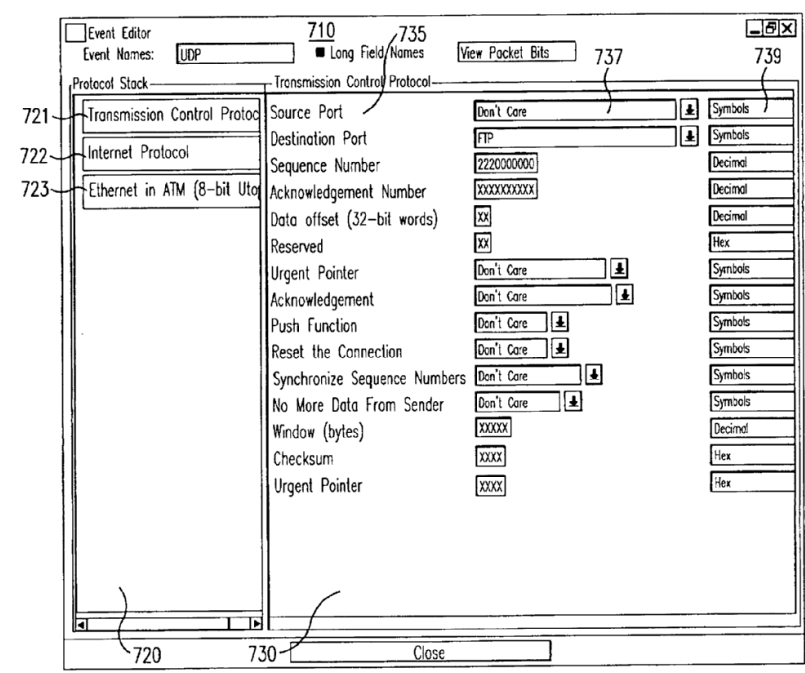 Event Editor 710 735
Event Names: UDP Long Field Names View Packet Bits 737 739
Protocol Stack Transmission Control Protocol
721 Transmission Control Protoc Source Port Don't Care Symbols
Destination Port FTP Symbols
722 Internet Protocol Sequence Number 2220000000 Decimal
723 Ethernet in ATM (8-bit Utop Acknowledgement Number XXXXXXXXXX Decimal
Data offset (32-bit words) XX Decimal
Reserved XX Hex
Urgent Pointer Don't Care Symbols
Acknowledgement Don't Care Symbols
Push Function Don't Care Symbols
Reset the Connection Don't Care Symbols
Synchronize Sequence Numbers Don't Care Symbols
No More Data From Sender Don't Care Symbols
Window (bytes) XXXXX Decimal
Checksum XXXX Hex
Urgent Pointer XXXX Hex
720 730 Close